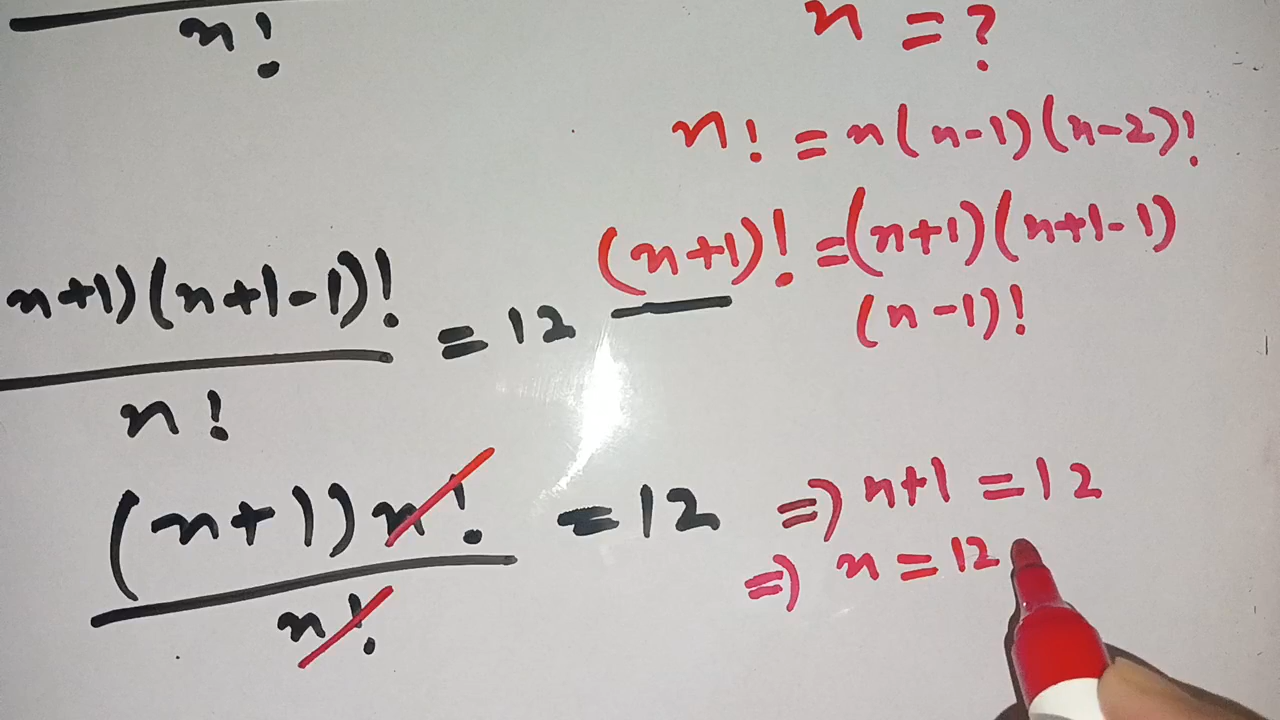 n!
n = ?
n! = n(n-1)(n-2)!
(n+1)! = (n+1)(n+1-1)
(n-1)!
n+1)(n+1-1)!
= 12
n!
(n+1)n!
= 12
n!
⇒ n+1 = 12
⇒ n = 12